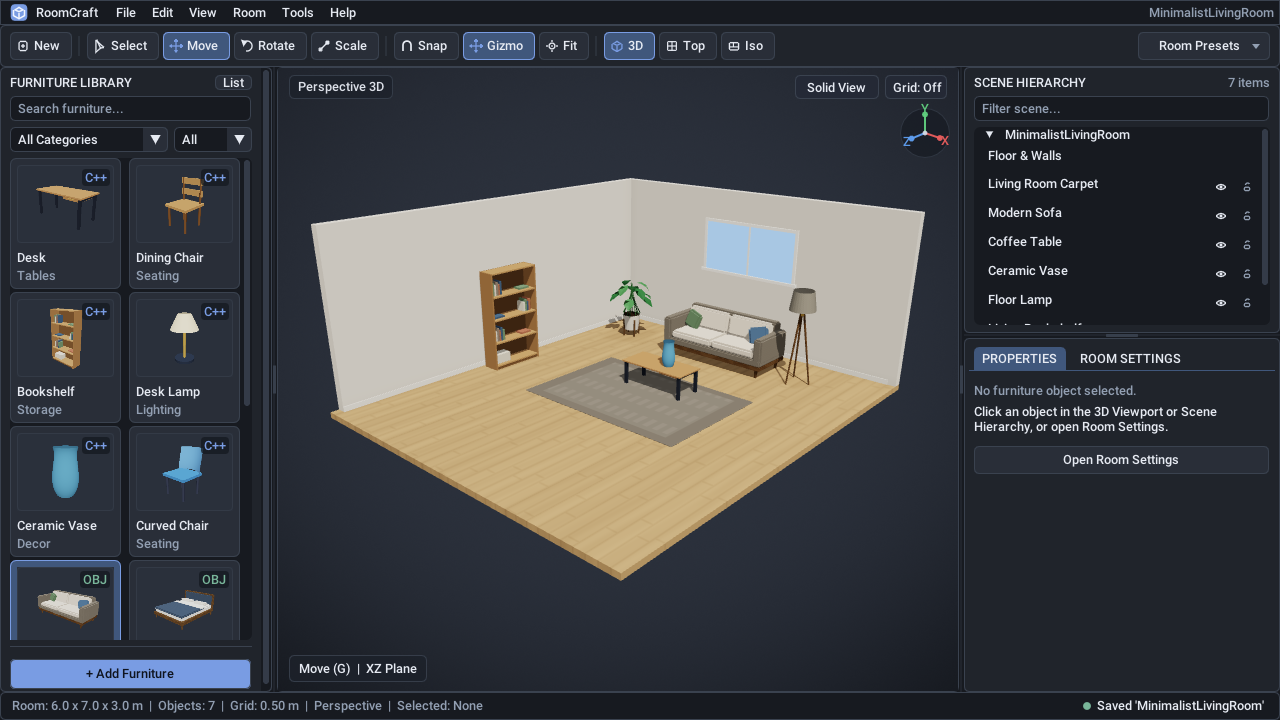 RoomCraft File Edit View Room Tools Help MinimalistLivingRoom
New Select Move Rotate Scale Snap Gizmo Fit 3D Top Iso Room Presets
FURNITURE LIBRARY List
Search furniture...
All Categories All
C++ C++
Desk Dining Chair
Tables Seating
C++ C++
Bookshelf Desk Lamp
Storage Lighting
C++ C++
Ceramic Vase Curved Chair
Decor Seating
OBJ OBJ
+ Add Furniture
Perspective 3D Solid View Grid: Off
Y
Z X
Move (G) | XZ Plane
SCENE HIERARCHY 7 items
Filter scene...
MinimalistLivingRoom
Floor & Walls
Living Room Carpet
Modern Sofa
Coffee Table
Ceramic Vase
Floor Lamp
PROPERTIES ROOM SETTINGS
No furniture object selected.
Click an object in the 3D Viewport or Scene
Hierarchy, or open Room Settings.
Open Room Settings
Room: 6.0 x 7.0 x 3.0 m | Objects: 7 | Grid: 0.50 m | Perspective | Selected: None Saved 'MinimalistLivingRoom'